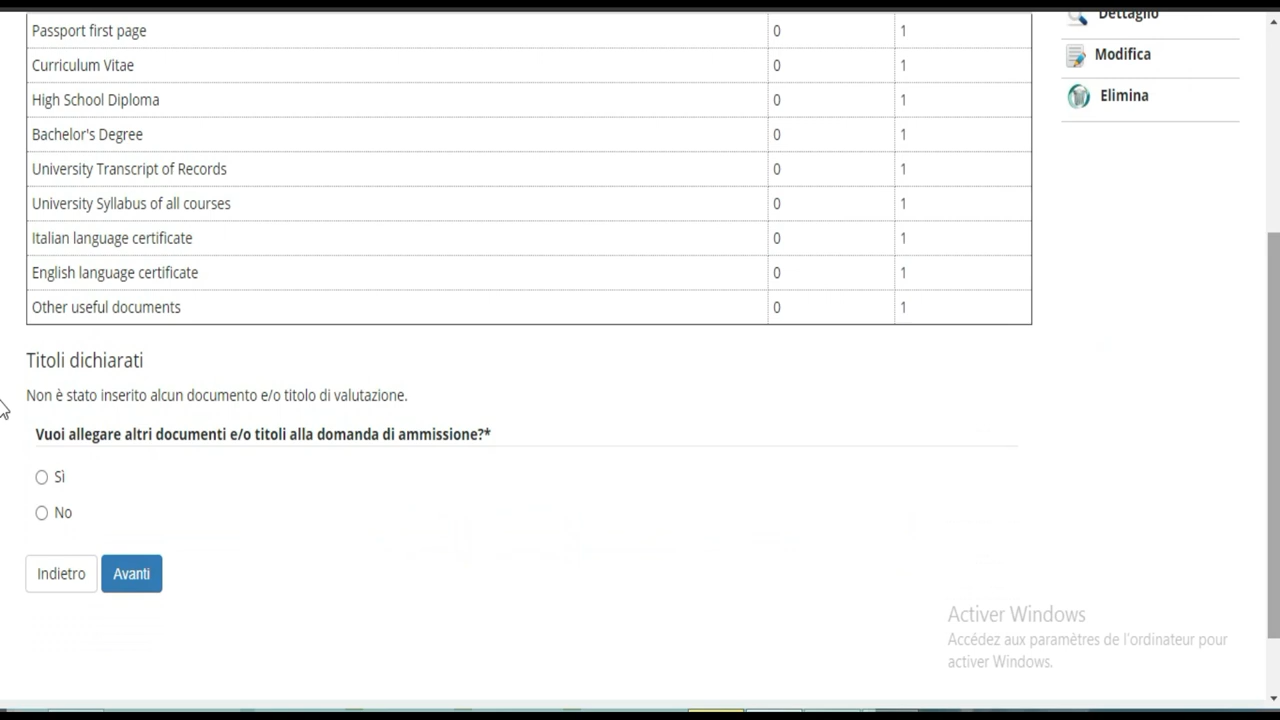 Passport first page 0 1
Curriculum Vitae 0 1
High School Diploma 0 1
Bachelor's Degree 0 1
University Transcript of Records 0 1
University Syllabus of all courses 0 1
Italian language certificate 0 1
English language certificate 0 1
Other useful documents 0 1
Titoli dichiarati
Non è stato inserito alcun documento e/o titolo di valutazione.
Vuoi allegare altri documenti e/o titoli alla domanda di ammissione?*
Sì
No
Indietro Avanti
Dettaglio
Modifica
Elimina
Activer Windows
Accédez aux paramètres de l'ordinateur pour
activer Windows.